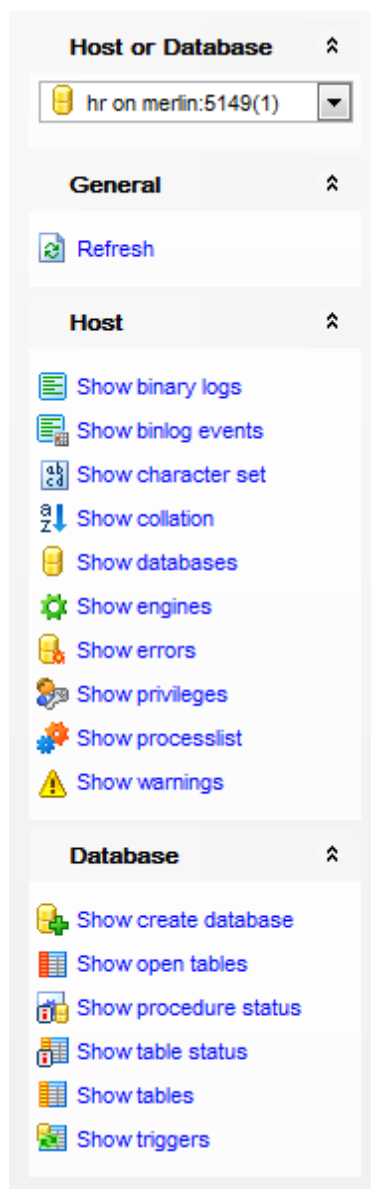 Host or Database
hr on merlin:5149(1)
General
Refresh
Host
Show binary logs
Show binlog events
Show character set
Show collation
Show databases
Show engines
Show errors
Show privileges
Show processlist
Show warnings
Database
Show create database
Show open tables
Show procedure status
Show table status
Show tables
Show triggers